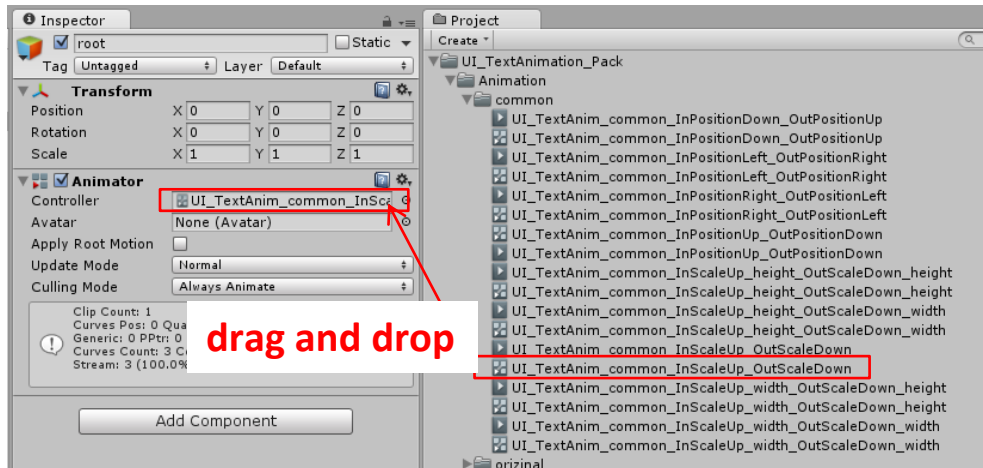 Inspector
root
Static
Tag Untagged Layer Default
Transform
Position X 0 Y 0 Z 0
Rotation X 0 Y 0 Z 0
Scale X 1 Y 1 Z 1
Animator
Controller UI_TextAnim_common_InSca
Avatar None (Avatar)
Apply Root Motion
Update Mode Normal
Culling Mode Always Animate
Clip Count: 1
Curves Pos: 0 Qua
Generic: 0 PPtr: 0
Curves Count: 3 C
Stream: 3 (100.0%
Add Component
drag and drop
Project
Create
UI_TextAnimation_Pack
Animation
common
UI_TextAnim_common_InPositionDown_OutPositionUp
UI_TextAnim_common_InPositionDown_OutPositionUp
UI_TextAnim_common_InPositionLeft_OutPositionRight
UI_TextAnim_common_InPositionLeft_OutPositionRight
UI_TextAnim_common_InPositionRight_OutPositionLeft
UI_TextAnim_common_InPositionRight_OutPositionLeft
UI_TextAnim_common_InPositionUp_OutPositionDown
UI_TextAnim_common_InPositionUp_OutPositionDown
UI_TextAnim_common_InScaleUp_height_OutScaleDown_height
UI_TextAnim_common_InScaleUp_height_OutScaleDown_height
UI_TextAnim_common_InScaleUp_height_OutScaleDown_width
UI_TextAnim_common_InScaleUp_height_OutScaleDown_width
UI_TextAnim_common_InScaleUp_OutScaleDown
UI_TextAnim_common_InScaleUp_OutScaleDown
UI_TextAnim_common_InScaleUp_width_OutScaleDown_height
UI_TextAnim_common_InScaleUp_width_OutScaleDown_height
UI_TextAnim_common_InScaleUp_width_OutScaleDown_width
UI_TextAnim_common_InScaleUp_width_OutScaleDown_width
orizinal